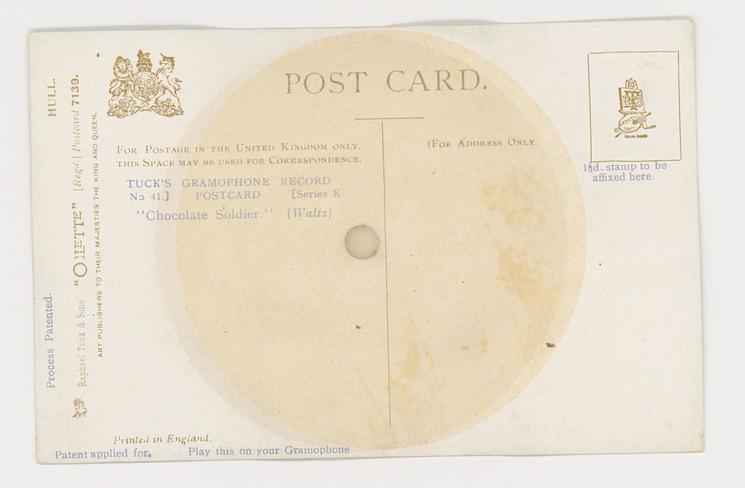 POST CARD.
FOR POSTAGE IN THE UNITED KINGDOM ONLY,
THIS SPACE MAY BE USED FOR CORRESPONDENCE.
(FOR ADDRESS ONLY
TUCK'S GRAMOPHONE RECORD
No 41.] POSTCARD [Series K
"Chocolate Soldier." (Waltz)
stamp to be
affixed here.
HULL.
Raphael Tuck & Sons' "OILETTE" [Regd.] Postcard 7139.
ART PUBLISHERS TO THEIR MAJESTIES THE KING AND QUEEN.
Process Patented.
Printed in England.
Patent applied for. Play this on your Gramophone